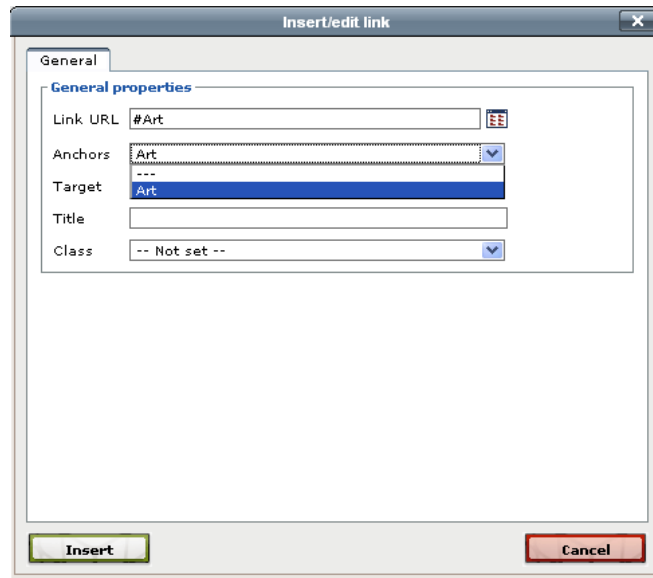 Insert/edit link
General
General properties
Link URL #Art
Anchors Art
---
Target Art
Title
Class -- Not set --
Insert Cancel